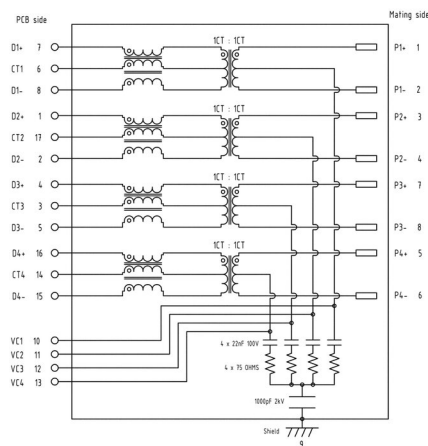 PCB side
Mating side
D1+ 7 1CT : 1CT P1+ 1
CT1 6
D1- 8 P1- 2
D2+ 1 1CT : 1CT P2+ 3
CT2 17
D2- 2 P2- 4
D3+ 4 1CT : 1CT P3+ 7
CT3 3
D3- 5 P3- 8
D4+ 16 1CT : 1CT P4+ 5
CT4 14
D4- 15 P4- 6
VC1 10
VC2 11 4 x 22nF 100V
VC3 12
VC4 13 4 x 75 OHMS
1000pF 2kV
Shield